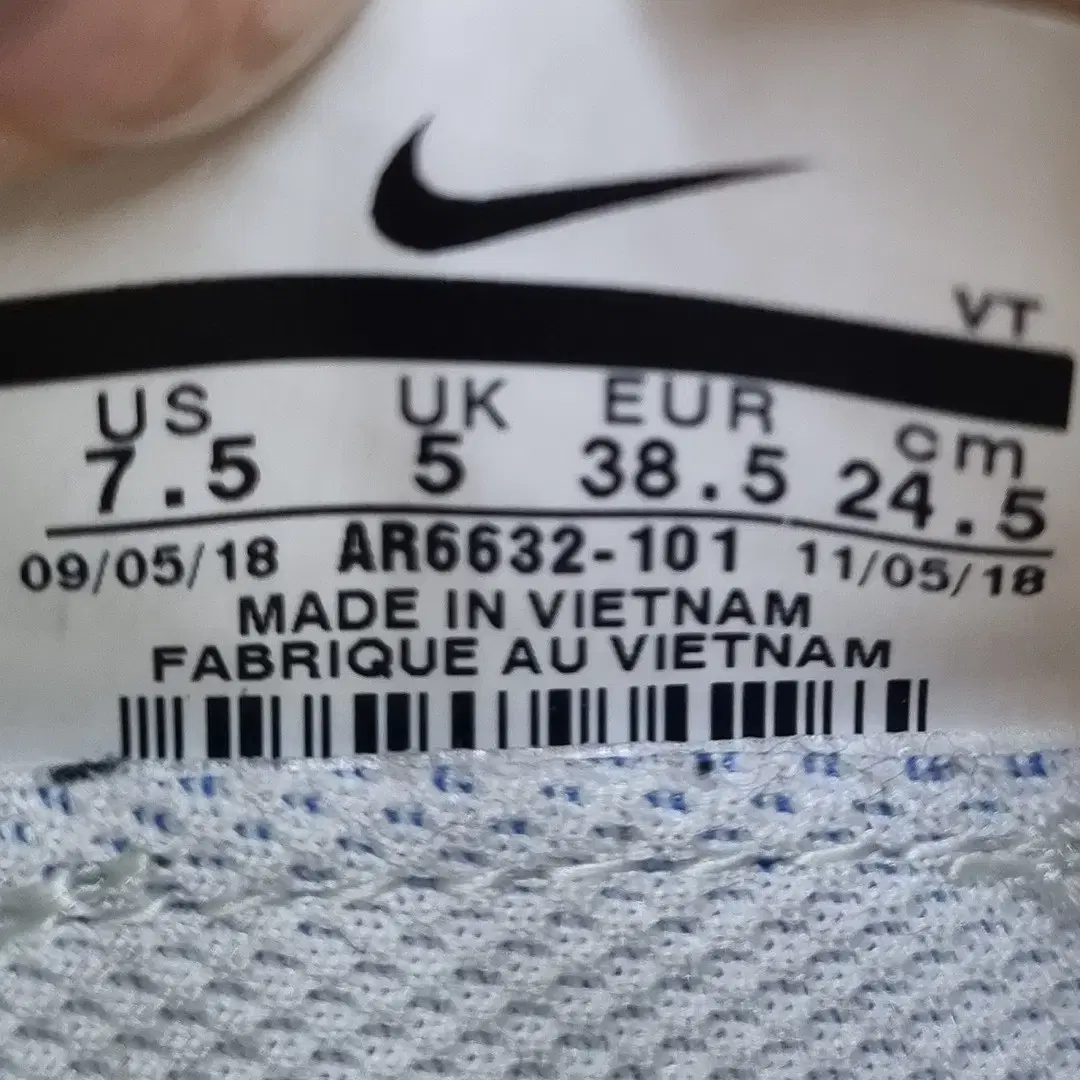 VT
US UK EUR cm
7.5 5 38.5 24.5
09/05/18 AR6632-101 11/05/18
MADE IN VIETNAM
FABRIQUE AU VIETNAM